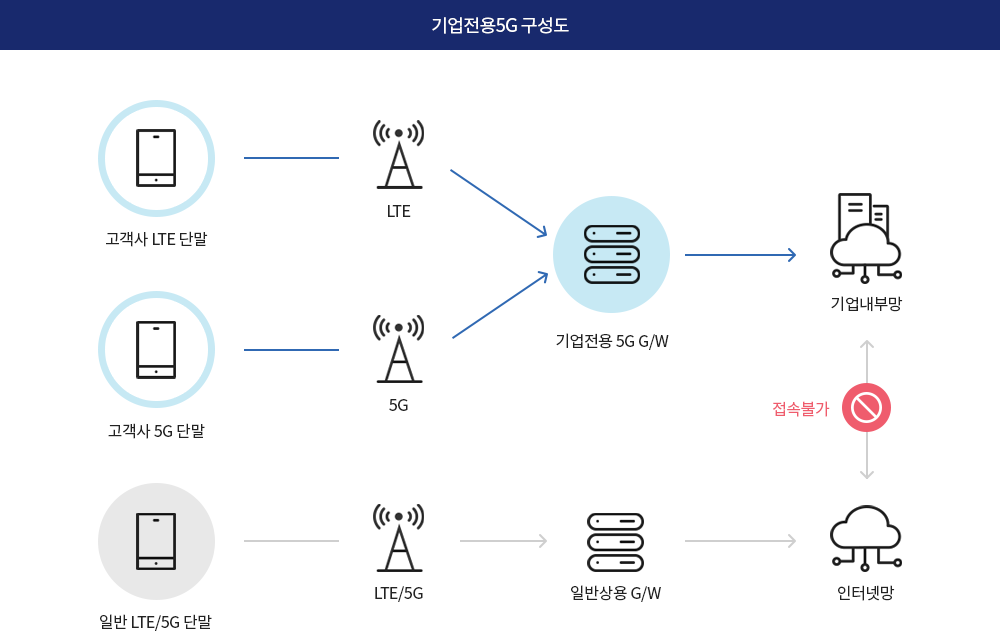 기업전용5G 구성도
고객사 LTE 단말
LTE
고객사 5G 단말
5G
기업전용 5G G/W
기업내부망
접속불가
일반 LTE/5G 단말
LTE/5G
일반상용 G/W
인터넷망